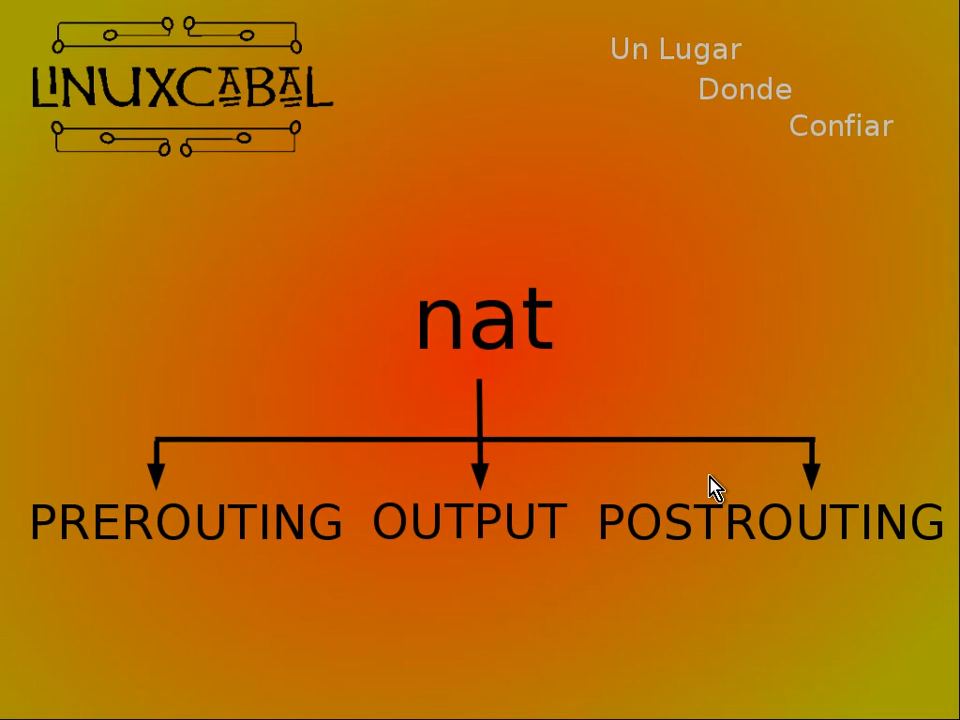 LINUXCABAL
Un Lugar
Donde
Confiar
nat
PREROUTING OUTPUT POSTROUTING